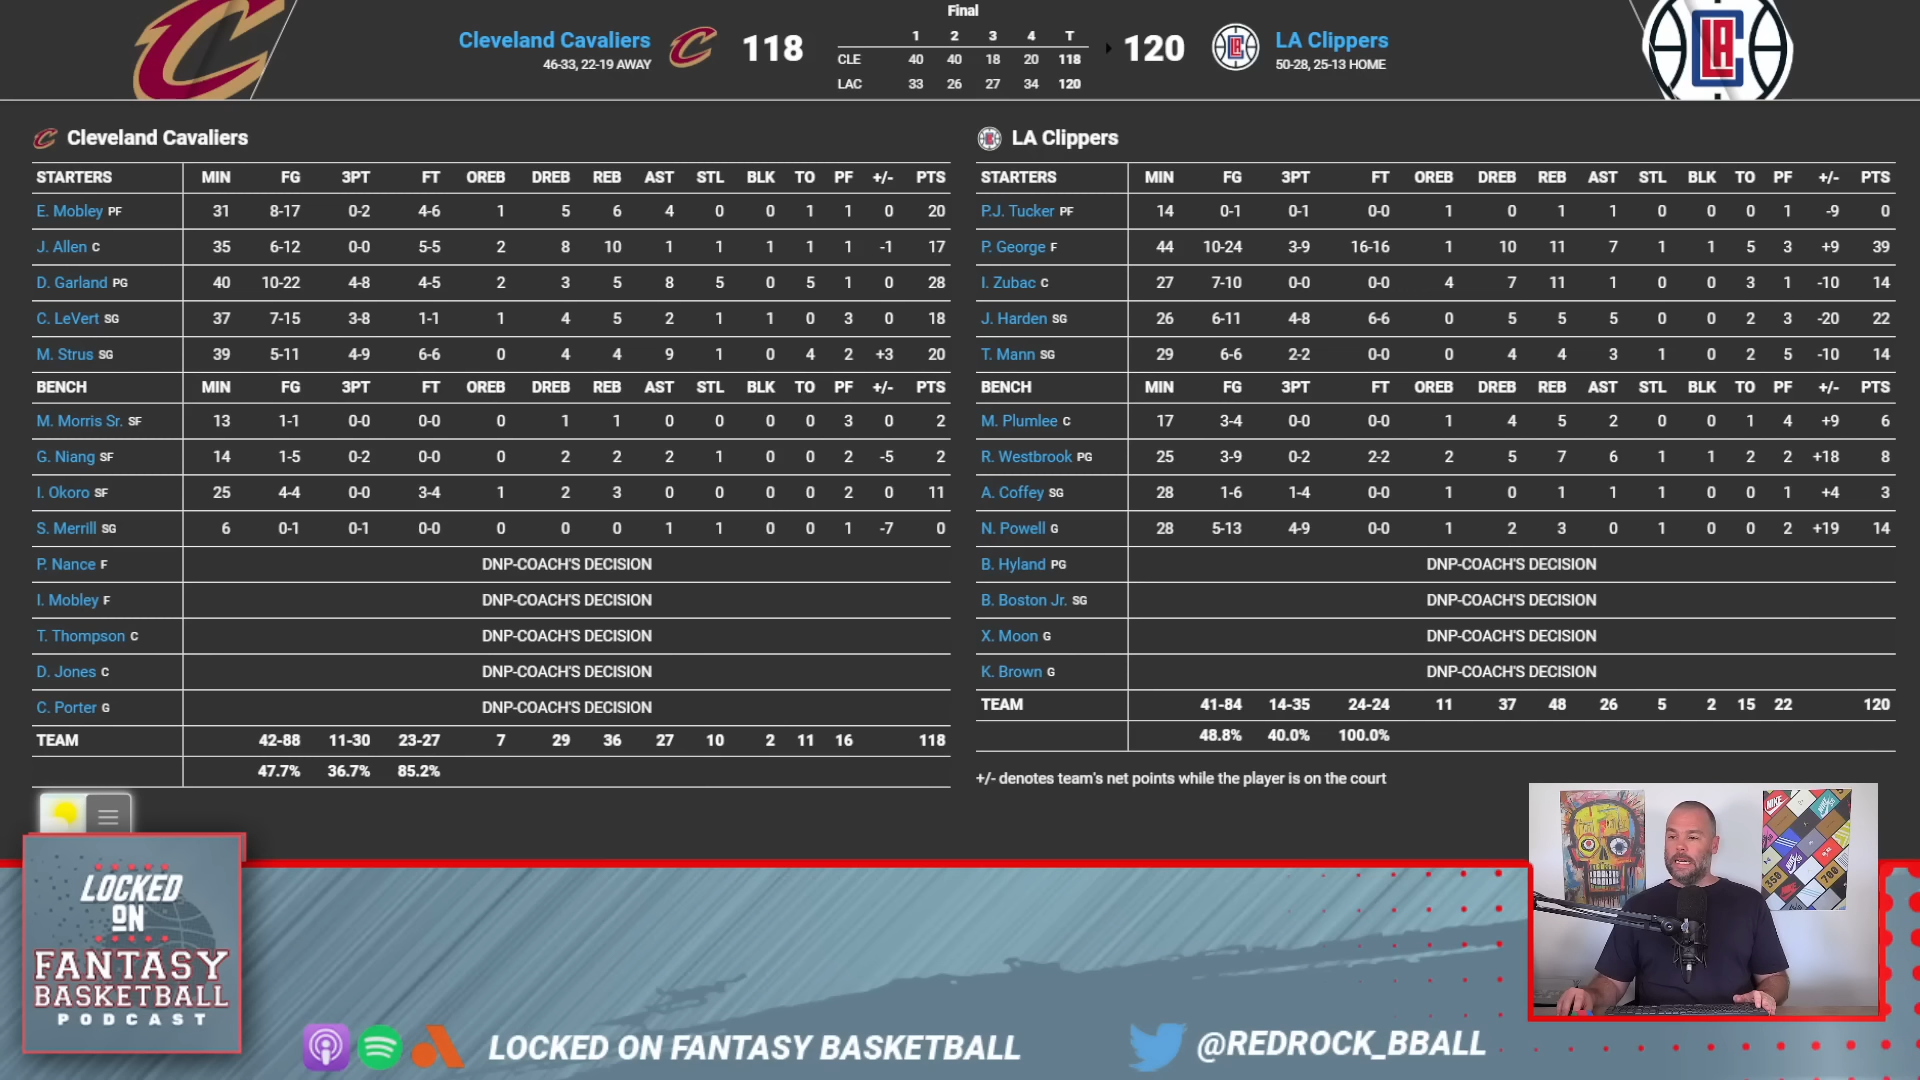 Final
Cleveland Cavaliers
46-33, 22-19 AWAY
118
1 2 3 4 T
CLE 40 40 18 20 118
LAC 33 26 27 34 120
120
LA Clippers
50-28, 25-13 HOME
Cleveland Cavaliers
STARTERS MIN FG 3PT FT OREB DREB REB AST STL BLK TO PF +/- PTS
E. Mobley PF 31 8-17 0-2 4-6 1 5 6 4 0 0 1 1 0 20
J. Allen C 35 6-12 0-0 5-5 2 8 10 1 1 1 1 1 -1 17
D. Garland PG 40 10-22 4-8 4-5 2 3 5 8 5 0 5 1 0 28
C. LeVert SG 37 7-15 3-8 1-1 1 4 5 2 1 1 0 3 0 18
M. Strus SG 39 5-11 4-9 6-6 0 4 4 9 1 0 4 2 +3 20
BENCH MIN FG 3PT FT OREB DREB REB AST STL BLK TO PF +/- PTS
M. Morris Sr. SF 13 1-1 0-0 0-0 0 1 1 0 0 0 0 3 0 2
G. Niang SF 14 1-5 0-2 0-0 0 2 2 2 1 0 0 2 -5 2
I. Okoro SF 25 4-4 0-0 3-4 1 2 3 0 0 0 0 2 0 11
S. Merrill SG 6 0-1 0-1 0-0 0 0 0 1 1 0 0 1 -7 0
P. Nance F DNP-COACH'S DECISION
I. Mobley F DNP-COACH'S DECISION
T. Thompson C DNP-COACH'S DECISION
D. Jones C DNP-COACH'S DECISION
C. Porter G DNP-COACH'S DECISION
TEAM 42-88 11-30 23-27 7 29 36 27 10 2 11 16 118
47.7% 36.7% 85.2%
LA Clippers
STARTERS MIN FG 3PT FT OREB DREB REB AST STL BLK TO PF +/- PTS
P.J. Tucker PF 14 0-1 0-1 0-0 1 0 1 1 0 0 0 1 -9 0
P. George F 44 10-24 3-9 16-16 1 10 11 7 1 1 5 3 +9 39
I. Zubac C 27 7-10 0-0 0-0 4 7 11 1 0 0 3 1 -10 14
J. Harden SG 26 6-11 4-8 6-6 0 5 5 5 0 0 2 3 -20 22
T. Mann SG 29 6-6 2-2 0-0 0 4 4 3 1 0 2 5 -10 14
BENCH MIN FG 3PT FT OREB DREB REB AST STL BLK TO PF +/- PTS
M. Plumlee C 17 3-4 0-0 0-0 1 4 5 2 0 0 1 4 +9 6
R. Westbrook PG 25 3-9 0-2 2-2 2 5 7 6 1 1 2 2 +18 8
A. Coffey SG 28 1-6 1-4 0-0 1 0 1 1 1 0 0 1 +4 3
N. Powell G 28 5-13 4-9 0-0 1 2 3 0 1 0 0 2 +19 14
B. Hyland PG DNP-COACH'S DECISION
B. Boston Jr. SG DNP-COACH'S DECISION
X. Moon G DNP-COACH'S DECISION
K. Brown G DNP-COACH'S DECISION
TEAM 41-84 14-35 24-24 11 37 48 26 5 2 15 22 120
48.8% 40.0% 100.0%
+/- denotes team's net points while the player is on the court
LOCKED
ON
FANTASY
BASKETBALL
PODCAST
LOCKED ON FANTASY BASKETBALL
@REDROCK_BBALL
NIKE
350
700